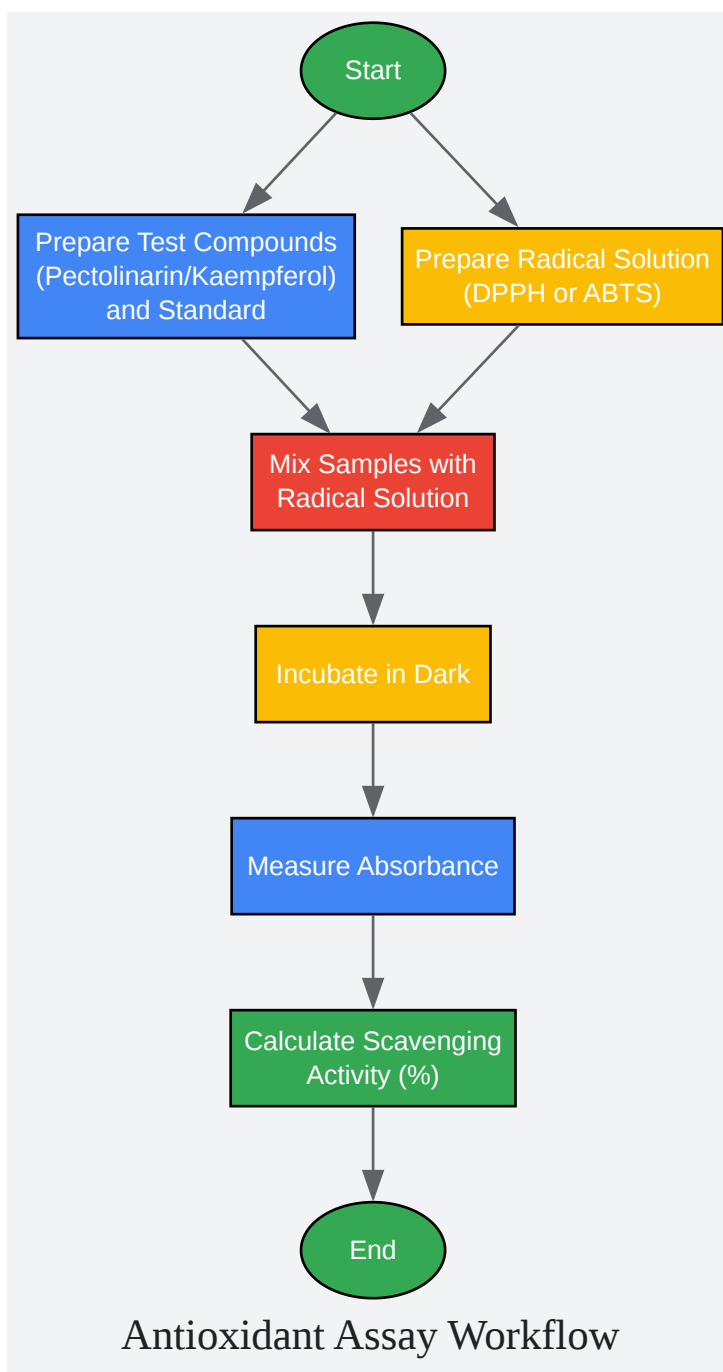 Start
Prepare Test Compounds
(Pectolinarin/Kaempferol)
and Standard
Prepare Radical Solution
(DPPH or ABTS)
Mix Samples with
Radical Solution
Incubate in Dark
Measure Absorbance
Calculate Scavenging
Activity (%)
End
Antioxidant Assay Workflow